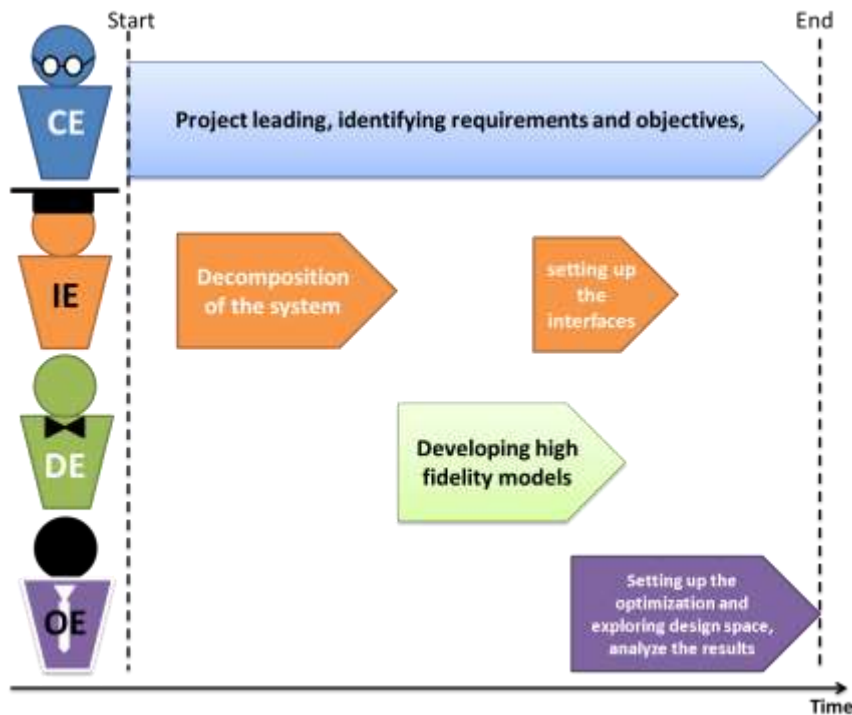 Start
End
CE
Project leading, identifying requirements and objectives,
IE
Decomposition
of the system
setting up
the
interfaces
DE
Developing high
fidelity models
OE
Setting up the
optimization and
exploring design space,
analyze the results
Time